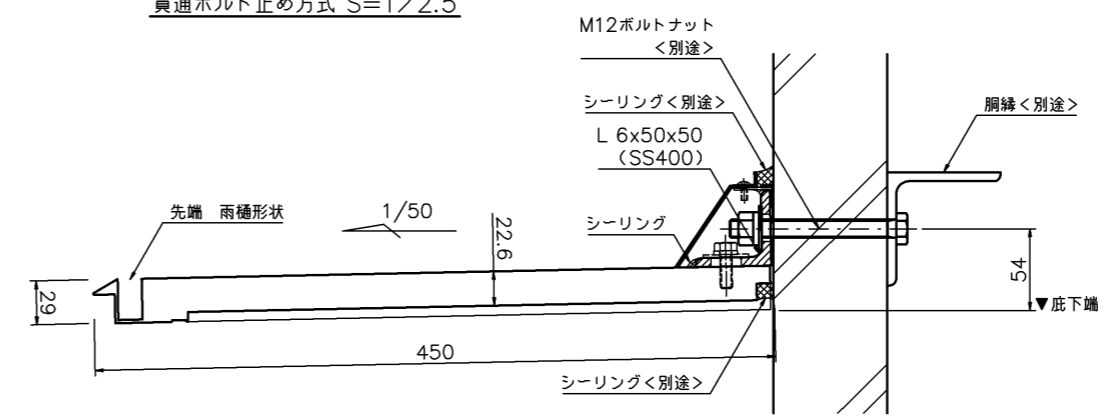 貫通ボルト止め方式 S=1/2.5
M12ボルトナット
<別途>
シーリング<別途>
胴縁<別途>
L 6x50x50
(SS400)
先端 雨樋形状
1/50
シーリング
22.6
54
29
▼庇下端
450
シーリング<別途>